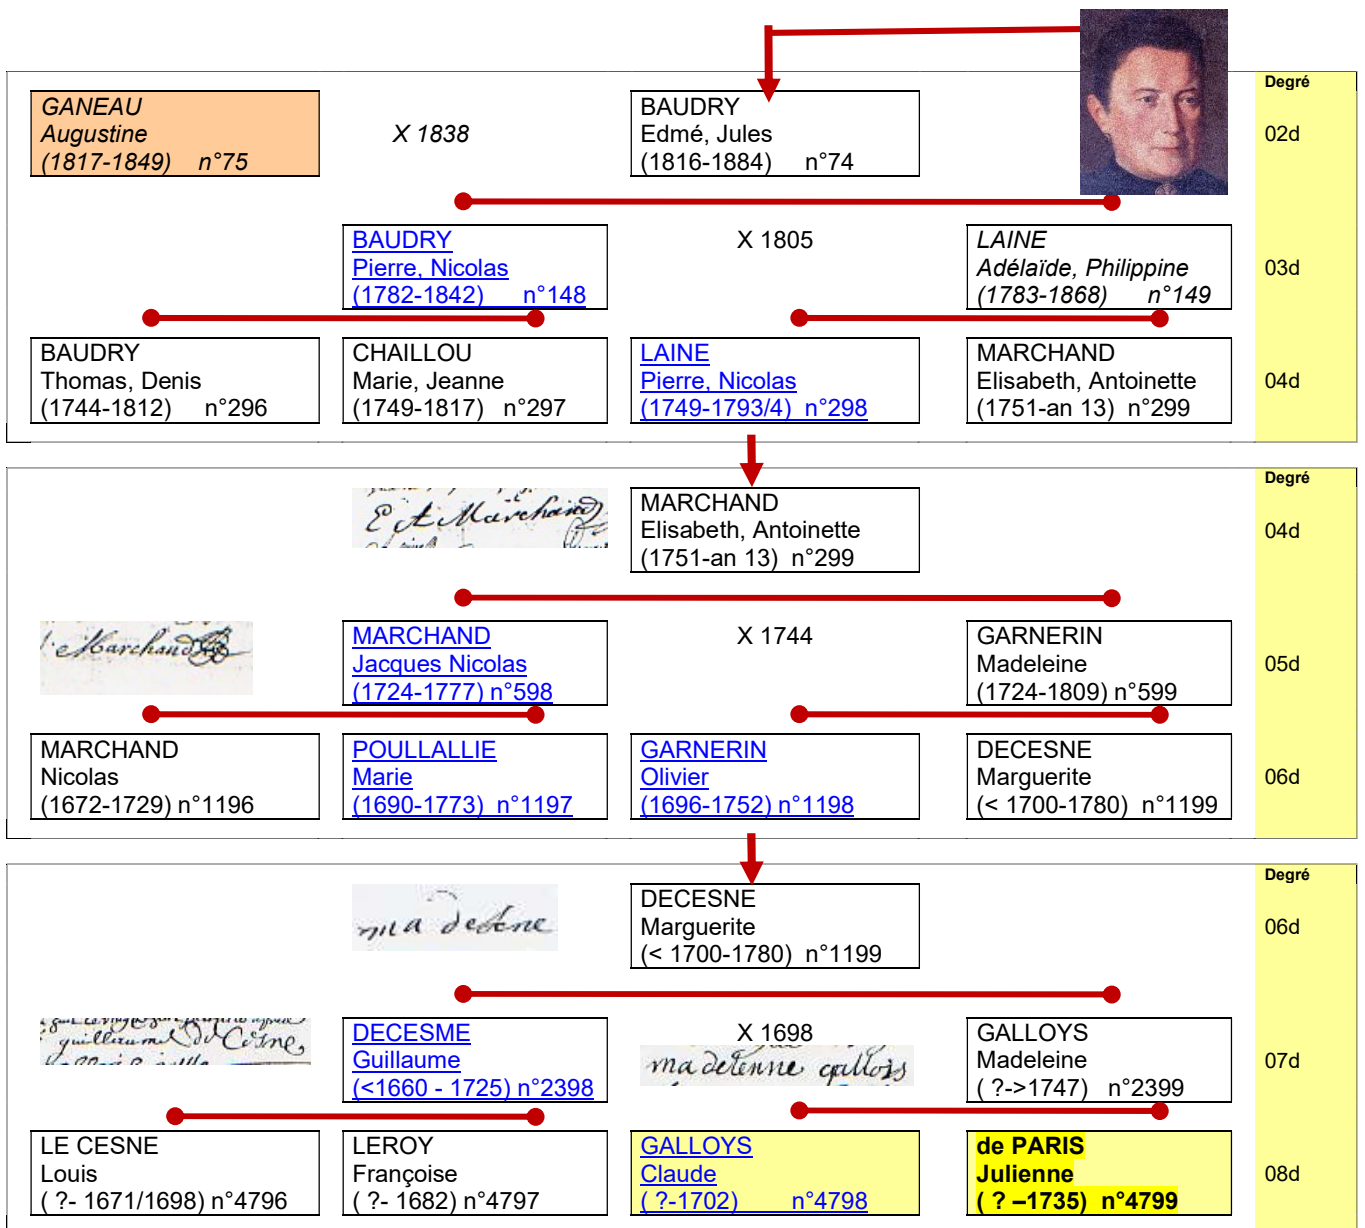 Degré
GANEAU
Augustine
(1817-1849) n°75
X 1838
BAUDRY
Edmé, Jules
(1816-1884) n°74
02d
BAUDRY
Pierre, Nicolas
(1782-1842) n°148
X 1805
LAINE
Adélaïde, Philippine
(1783-1868) n°149
03d
BAUDRY
Thomas, Denis
(1744-1812) n°296
CHAILLOU
Marie, Jeanne
(1749-1817) n°297
LAINE
Pierre, Nicolas
(1749-1793/4) n°298
MARCHAND
Elisabeth, Antoinette
(1751-an 13) n°299
04d
Degré
E A Marchand
MARCHAND
Elisabeth, Antoinette
(1751-an 13) n°299
04d
Marchand
MARCHAND
Jacques Nicolas
(1724-1777) n°598
X 1744
GARNERIN
Madeleine
(1724-1809) n°599
05d
MARCHAND
Nicolas
(1672-1729) n°1196
POULLALLIE
Marie
(1690-1773) n°1197
GARNERIN
Olivier
(1696-1752) n°1198
DECESNE
Marguerite
(< 1700-1780) n°1199
06d
Degré
ma decesne
DECESNE
Marguerite
(< 1700-1780) n°1199
06d
guillaume
DECESME
Guillaume
(<1660 - 1725) n°2398
X 1698
madelenne gallois
GALLOYS
Madeleine
( ?->1747) n°2399
07d
LE CESNE
Louis
( ?- 1671/1698) n°4796
LEROY
Françoise
( ?- 1682) n°4797
GALLOYS
Claude
( ?-1702) n°4798
de PARIS
Julienne
( ? –1735) n°4799
08d